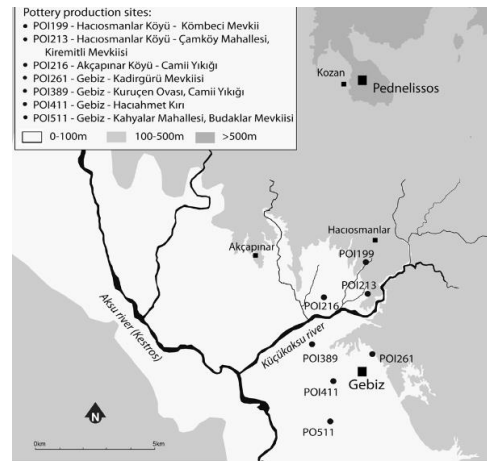 Pottery production sites:
POI199 - Hacıosmanlar Köyü - Kömbeci Mevkii
POI213 - Hacıosmanlar Köyü - Çamköy Mahallesi,
Kiremitli Mevkiisi
POI216 - Akçapınar Köyü - Camii Yıkığı
POI261 - Gebiz - Kadirgürü Mevkiisi
POI389 - Gebiz - Kuruçen Ovası, Camii Yıkığı
POI411 - Gebiz - Hacıahmet Kırı
POI511 - Gebiz - Kahyalar Mahallesi, Budaklar Mevkiisi
0-100m 100-500m >500m
Kozan
Pednelissos
Hacıosmanlar
Akçapınar
POI199
POI213
POI216
Aksu river (Kestros)
Küçükaksu river
POI389
POI261
Gebiz
POI411
PO511
N
0km 5km